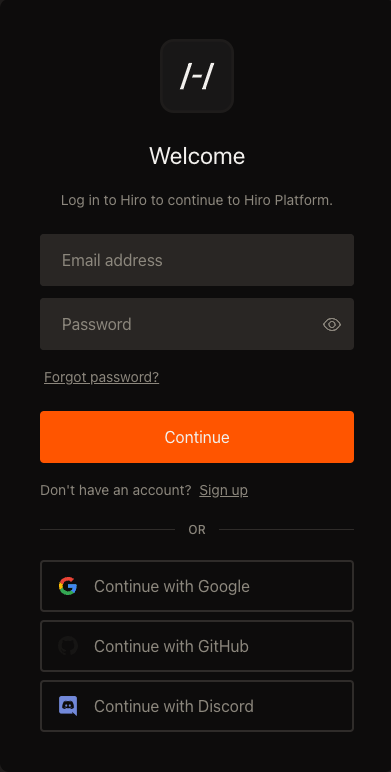 /-/
Welcome
Log in to Hiro to continue to Hiro Platform.
Email address
Password
Forgot password?
Continue
Don't have an account? Sign up
OR
Continue with Google
Continue with GitHub
Continue with Discord